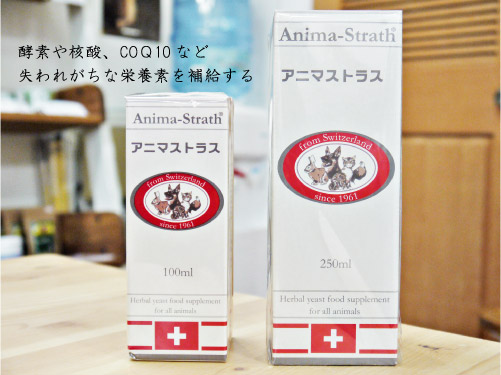 酵素や核酸、COQ10など
失われがちな栄養素を補給する
Anima-Strath®
アニマストラス
from Switzerland
since 1961
100ml
Herbal yeast food supplement
for all animals
Anima-Strath®
アニマストラス
from Switzerland
since 1961
250ml
Herbal yeast food supplement
for all animals